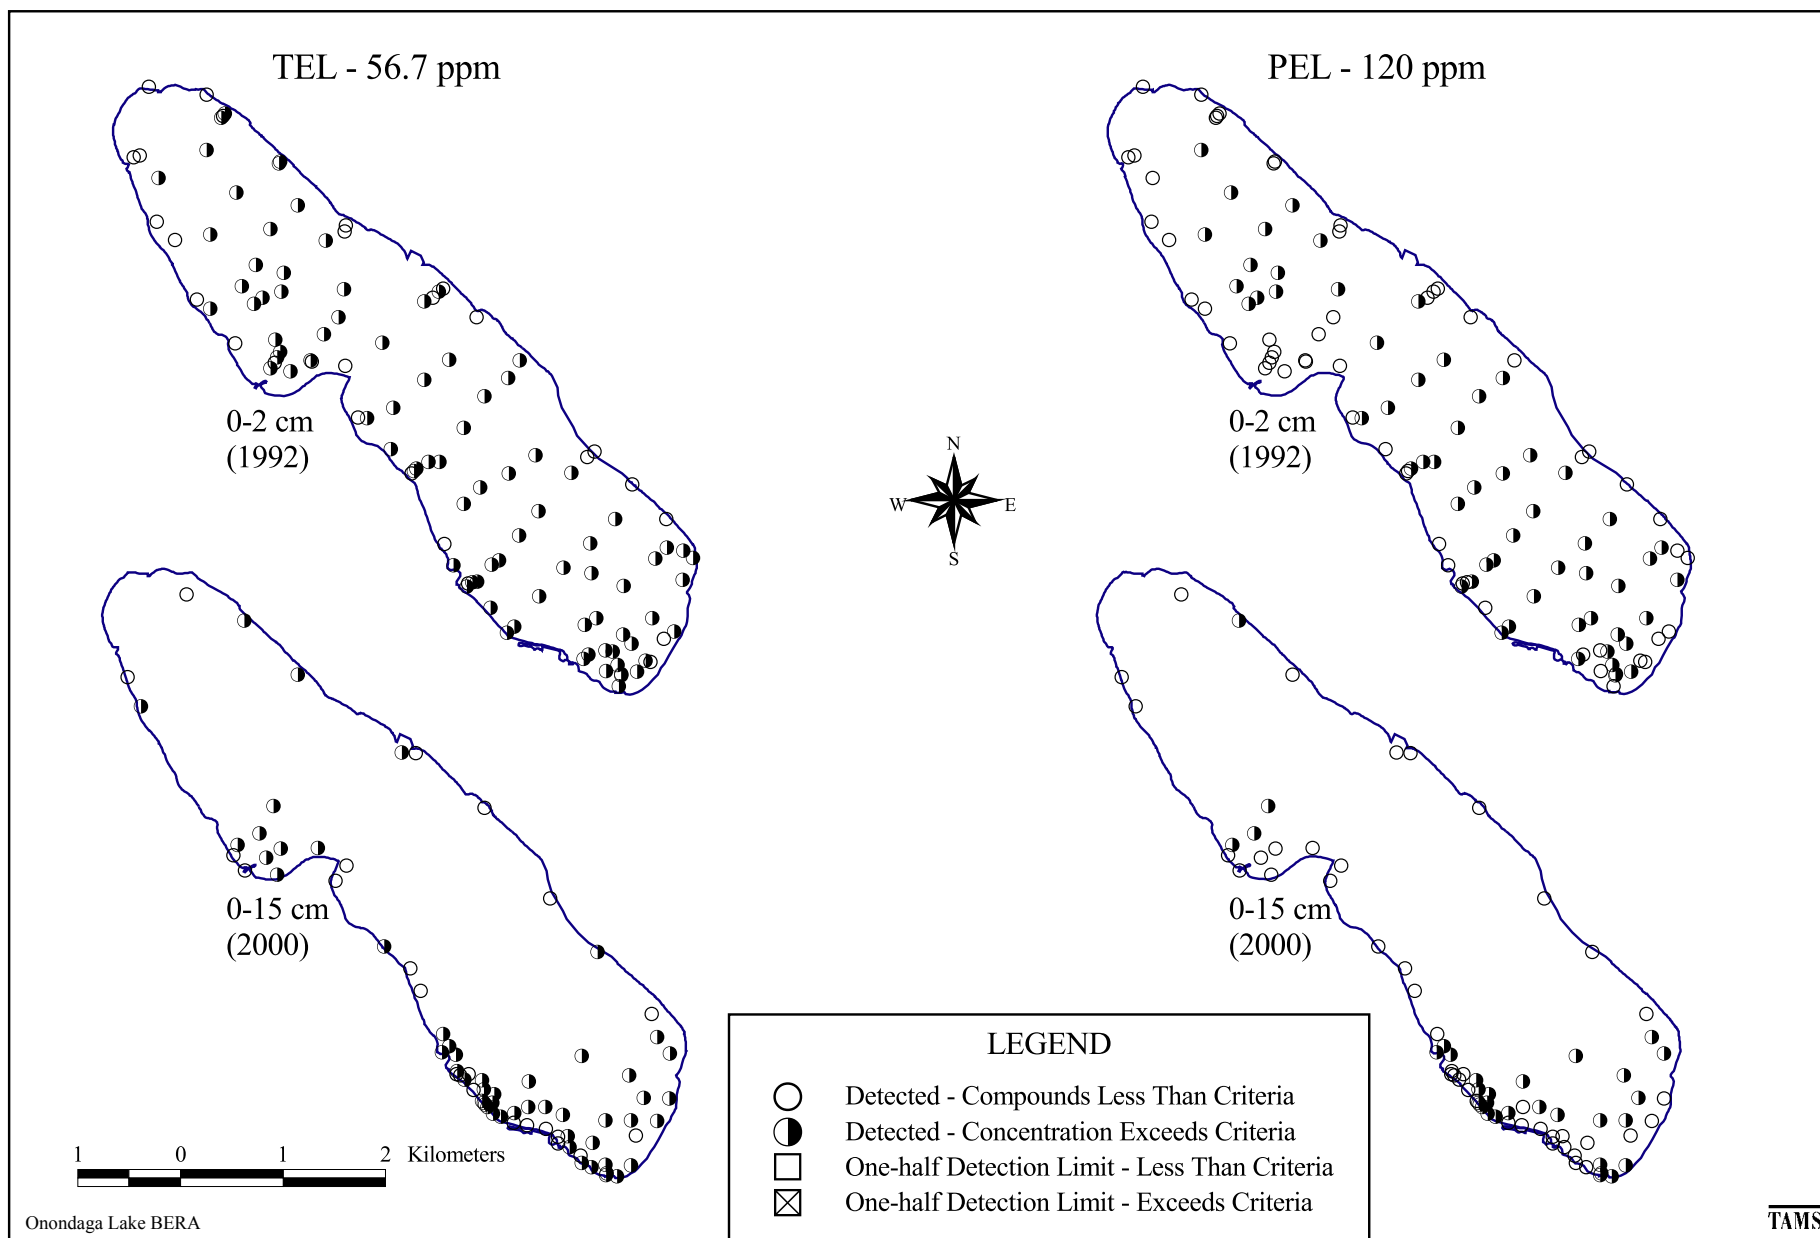 TEL - 56.7 ppm
PEL - 120 ppm
0-2 cm
(1992)
0-2 cm
(1992)
N
W
E
S
0-15 cm
(2000)
0-15 cm
(2000)
LEGEND
Detected - Compounds Less Than Criteria
Detected - Concentration Exceeds Criteria
One-half Detection Limit - Less Than Criteria
One-half Detection Limit - Exceeds Criteria
1 0 1 2 Kilometers
Onondaga Lake BERA
TAMS